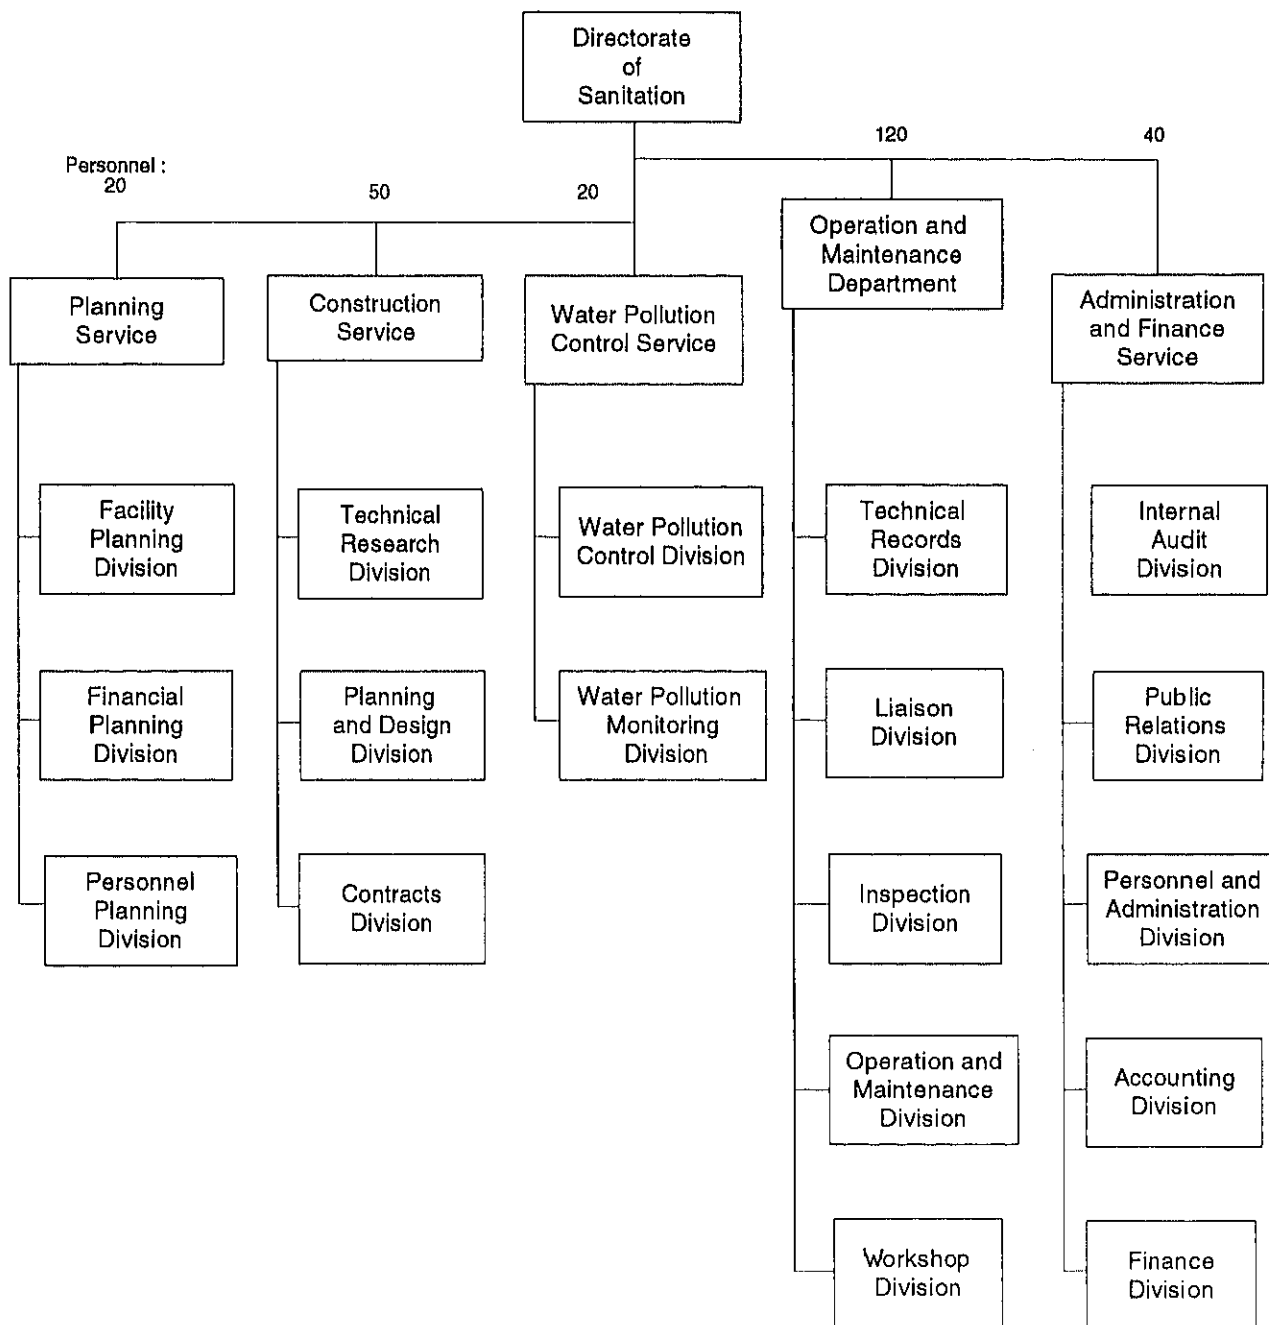 Directorate
of
Sanitation
120
40
Personnel :
20
50
20
Planning
Service
Construction
Service
Water Pollution
Control Service
Operation and
Maintenance
Department
Administration
and Finance
Service
Facility
Planning
Division
Financial
Planning
Division
Personnel
Planning
Division
Technical
Research
Division
Planning
and Design
Division
Contracts
Division
Water Pollution
Control Division
Water Pollution
Monitoring
Division
Technical
Records
Division
Liaison
Division
Inspection
Division
Operation and
Maintenance
Division
Workshop
Division
Internal
Audit
Division
Public
Relations
Division
Personnel and
Administration
Division
Accounting
Division
Finance
Division